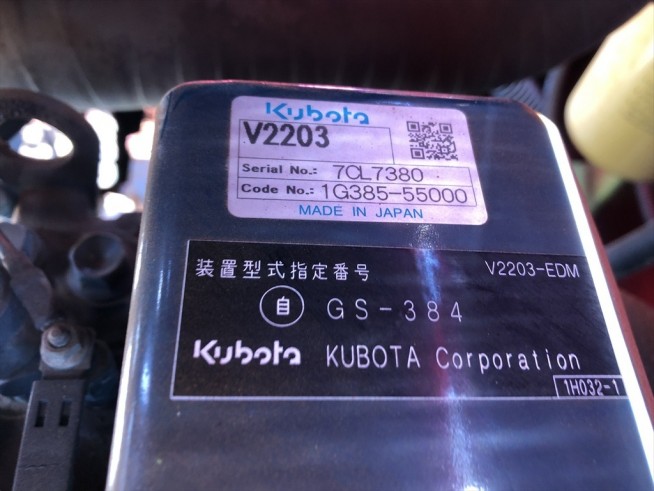 Kubota
V2203
Serial No.: 7CL7380
Code No.: 1G385-55000
MADE IN JAPAN
装置型式指定番号 V2203-EDM
自 GS-384
Kubota KUBOTA Corporation
1H032-1